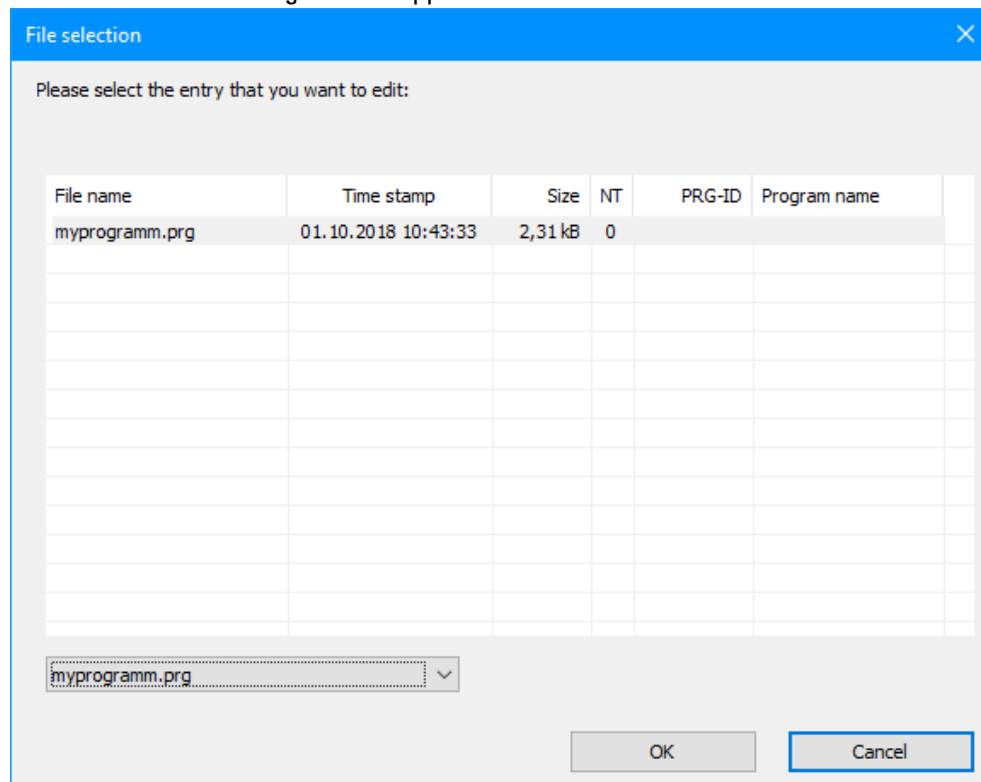 File selection
Please select the entry that you want to edit:
File name Time stamp Size NT PRG-ID Program name
myprogramm.prg 01.10.2018 10:43:33 2,31 kB 0
myprogramm.prg
OK Cancel